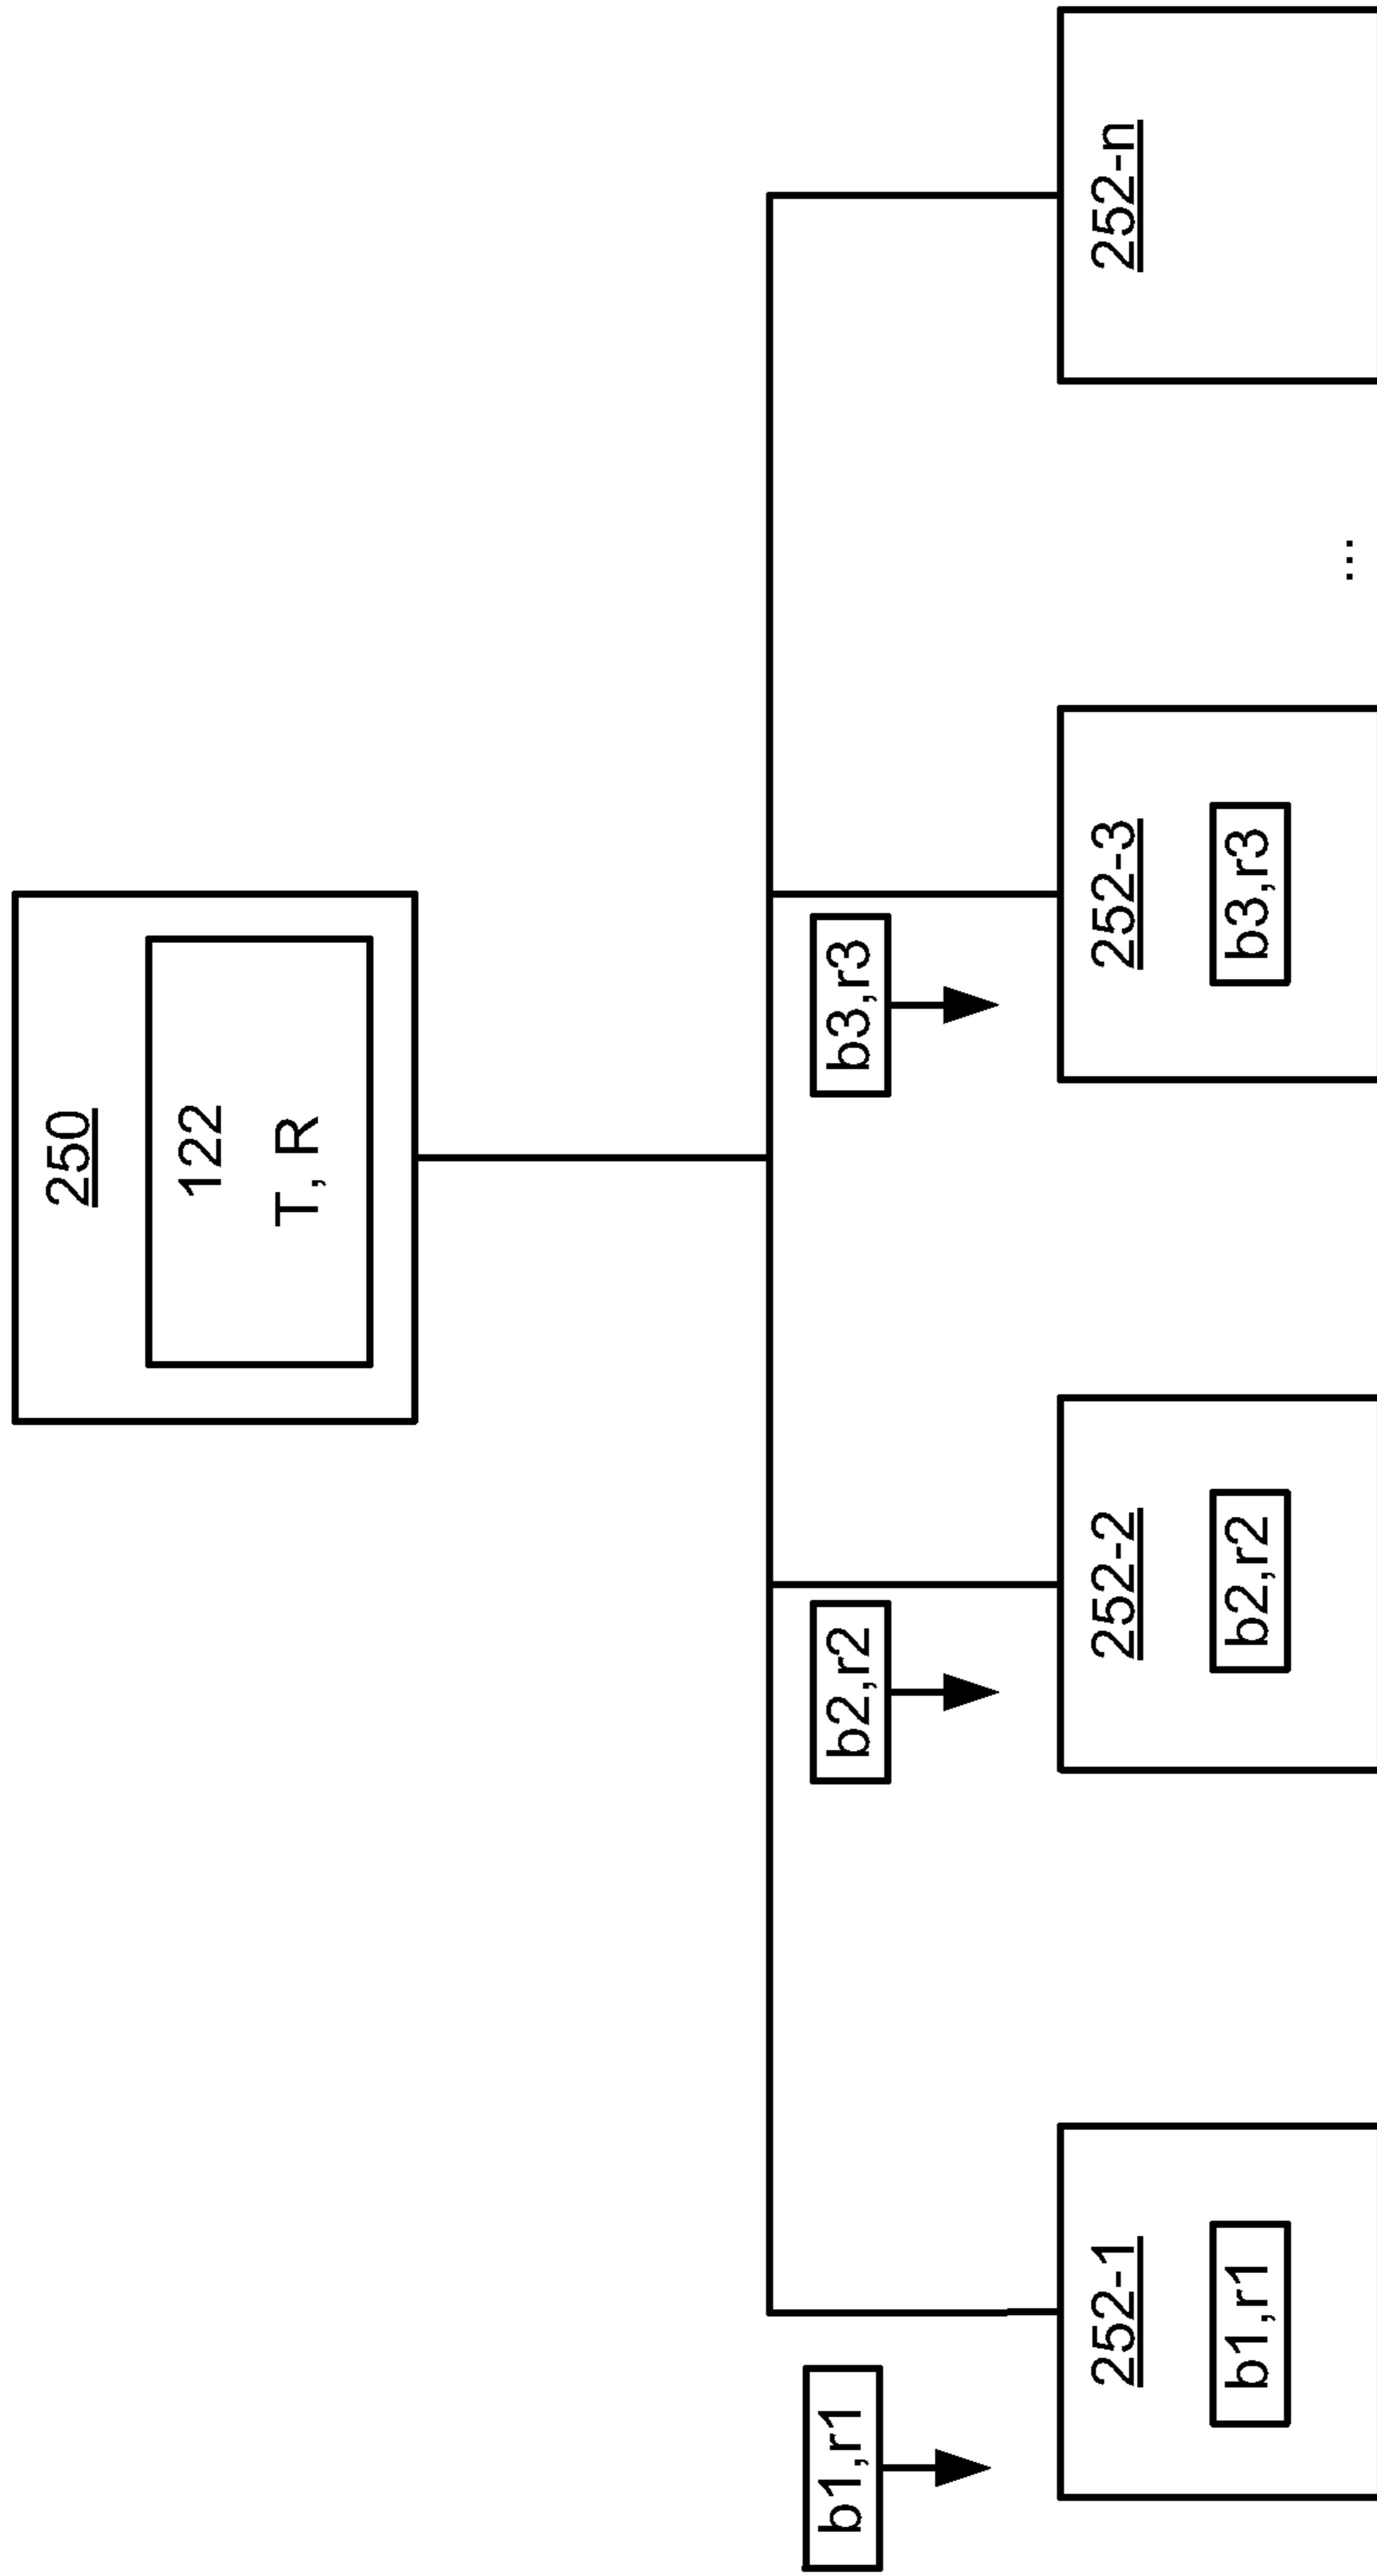 250
122
T, R
b1,r1
b2,r2
b3,r3
252-1
252-2
252-3
252-n
b1,r1
b2,r2
b3,r3
...